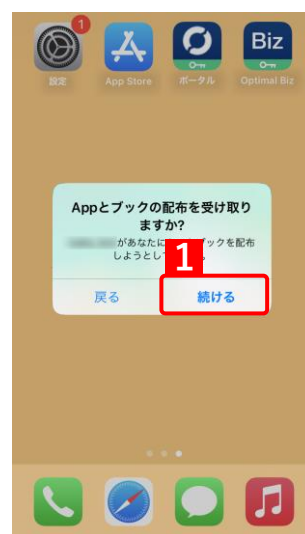 1
Biz
設定
App Store
ポータル
Optimal Biz
Appとブックの配布を受け取り
ますか?
があなたに ブックを配布
しようとして
1
戻る
続ける